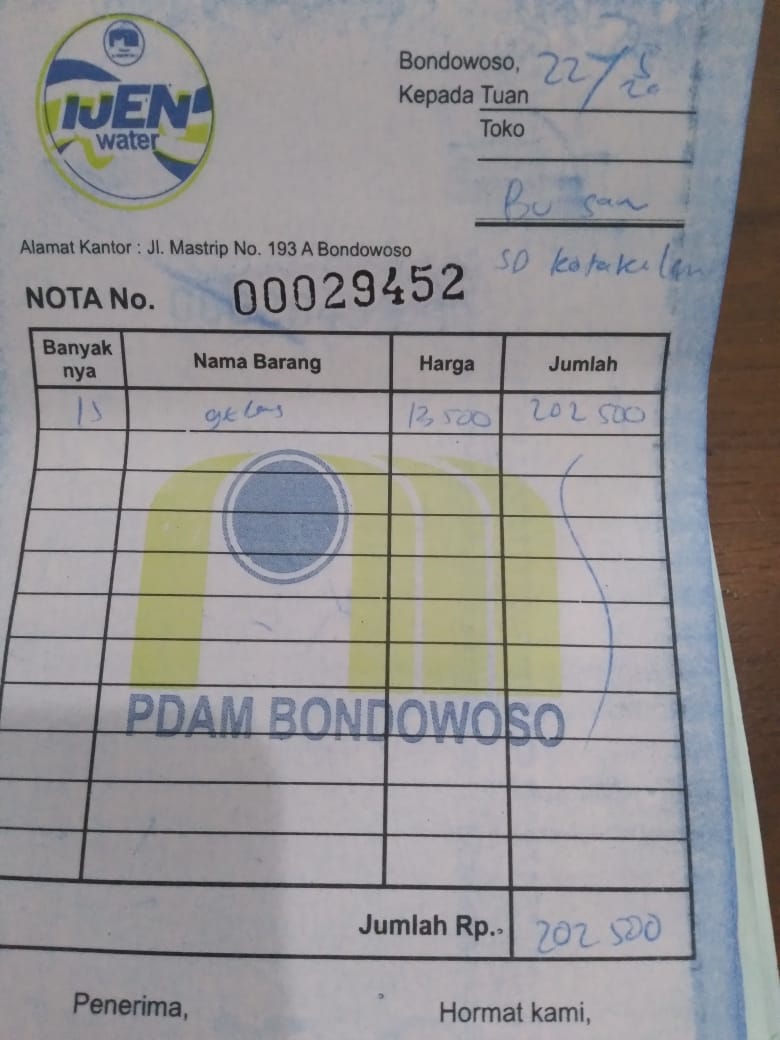 IJEN
water
Bondowoso, 22/5
Kepada Tuan 20
Toko
Bu San
Alamat Kantor : Jl. Mastrip No. 193 A Bondowoso
SD kotakulon
NOTA No. 00029452
Banyak nya Nama Barang Harga Jumlah
15 gelas 13 500 202 500
PDAM BONDOWOSO
Jumlah Rp.. 202 500
Penerima, Hormat kami,